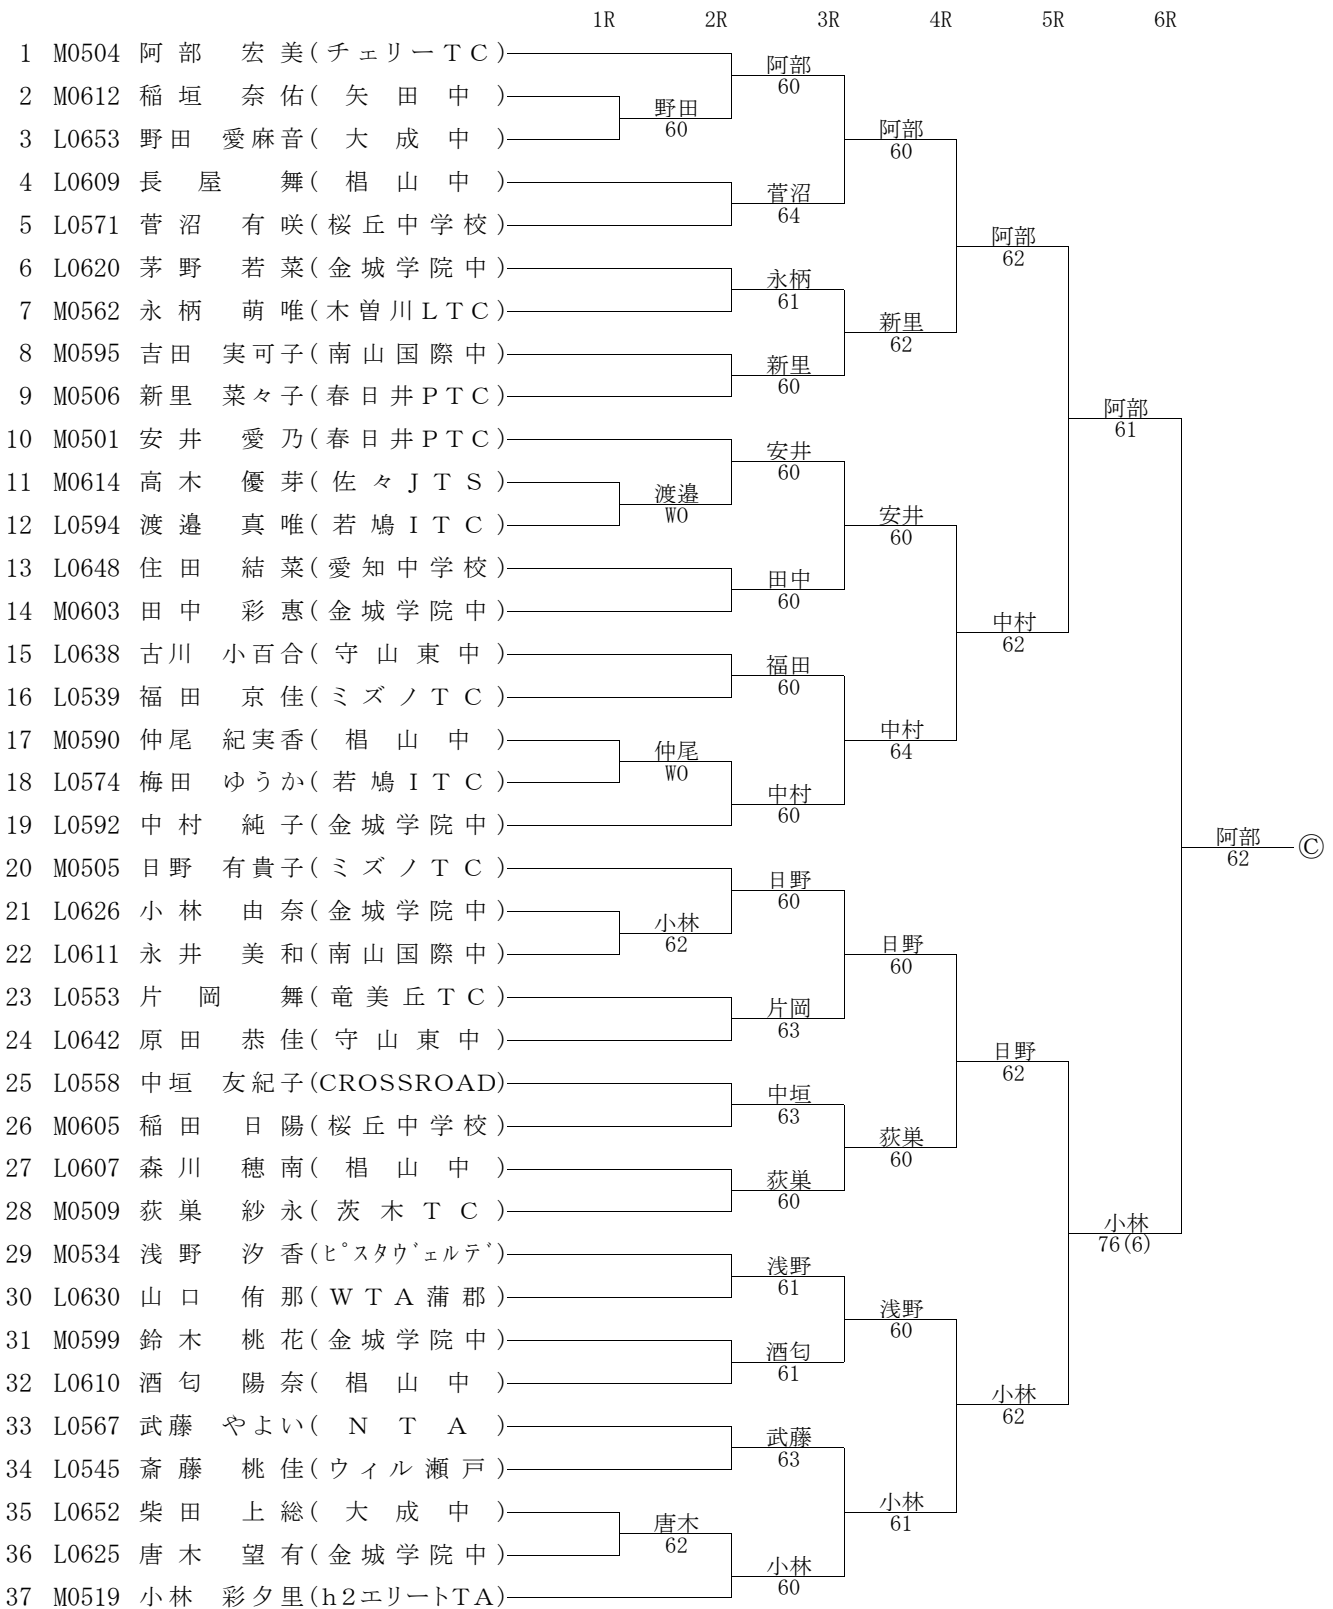 1R 2R 3R 4R 5R 6R
1 M0504 阿部 宏美(チェリーTC)
阿部
60
2 M0612 稲垣 奈佑(矢田中)
野田
60
3 L0653 野田 愛麻音(大成中)
阿部
60
4 L0609 長屋 舞(椙山中)
菅沼
64
5 L0571 菅沼 有咲(桜丘中学校)
阿部
62
6 L0620 茅野 若菜(金城学院中)
永柄
61
7 M0562 永柄 萌唯(木曽川LTC)
新里
62
8 M0595 吉田 実可子(南山国際中)
新里
60
9 M0506 新里 菜々子(春日井PTC)
阿部
61
10 M0501 安井 愛乃(春日井PTC)
安井
60
11 M0614 高木 優芽(佐々JTS)
渡邉
WO
12 L0594 渡邉 真唯(若鳩ITC)
安井
60
13 L0648 住田 結菜(愛知中学校)
田中
60
14 M0603 田中 彩惠(金城学院中)
中村
62
15 L0638 古川 小百合(守山東中)
福田
60
16 L0539 福田 京佳(ミズノTC)
中村
64
17 M0590 仲尾 紀実香(椙山中)
仲尾
WO
18 L0574 梅田 ゆうか(若鳩ITC)
中村
60
19 L0592 中村 純子(金城学院中)
阿部
62
Ⓒ
20 M0505 日野 有貴子(ミズノTC)
日野
60
21 L0626 小林 由奈(金城学院中)
小林
62
22 L0611 永井 美和(南山国際中)
日野
60
23 L0553 片岡 舞(竜美丘TC)
片岡
63
24 L0642 原田 恭佳(守山東中)
日野
62
25 L0558 中垣 友紀子(CROSSROAD)
中垣
63
26 M0605 稲田 日陽(桜丘中学校)
荻巣
60
27 L0607 森川 穂南(椙山中)
荻巣
60
28 M0509 荻巣 紗永(茨木TC)
小林
76(6)
29 M0534 浅野 汐香(ピスタヴェルデ)
浅野
61
30 L0630 山口 侑那(WTA蒲郡)
浅野
60
31 M0599 鈴木 桃花(金城学院中)
酒匂
61
32 L0610 酒匂 陽奈(椙山中)
小林
62
33 L0567 武藤 やよい(NTA)
武藤
63
34 L0545 斎藤 桃佳(ウィル瀬戸)
小林
61
35 L0652 柴田 上総(大成中)
唐木
62
36 L0625 唐木 望有(金城学院中)
小林
60
37 M0519 小林 彩夕里(h2エリートTA)